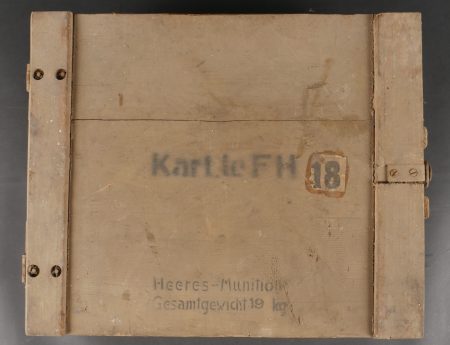 Kart.le F H 18
Heeres-Munition
Gesamtgewicht 19 kg